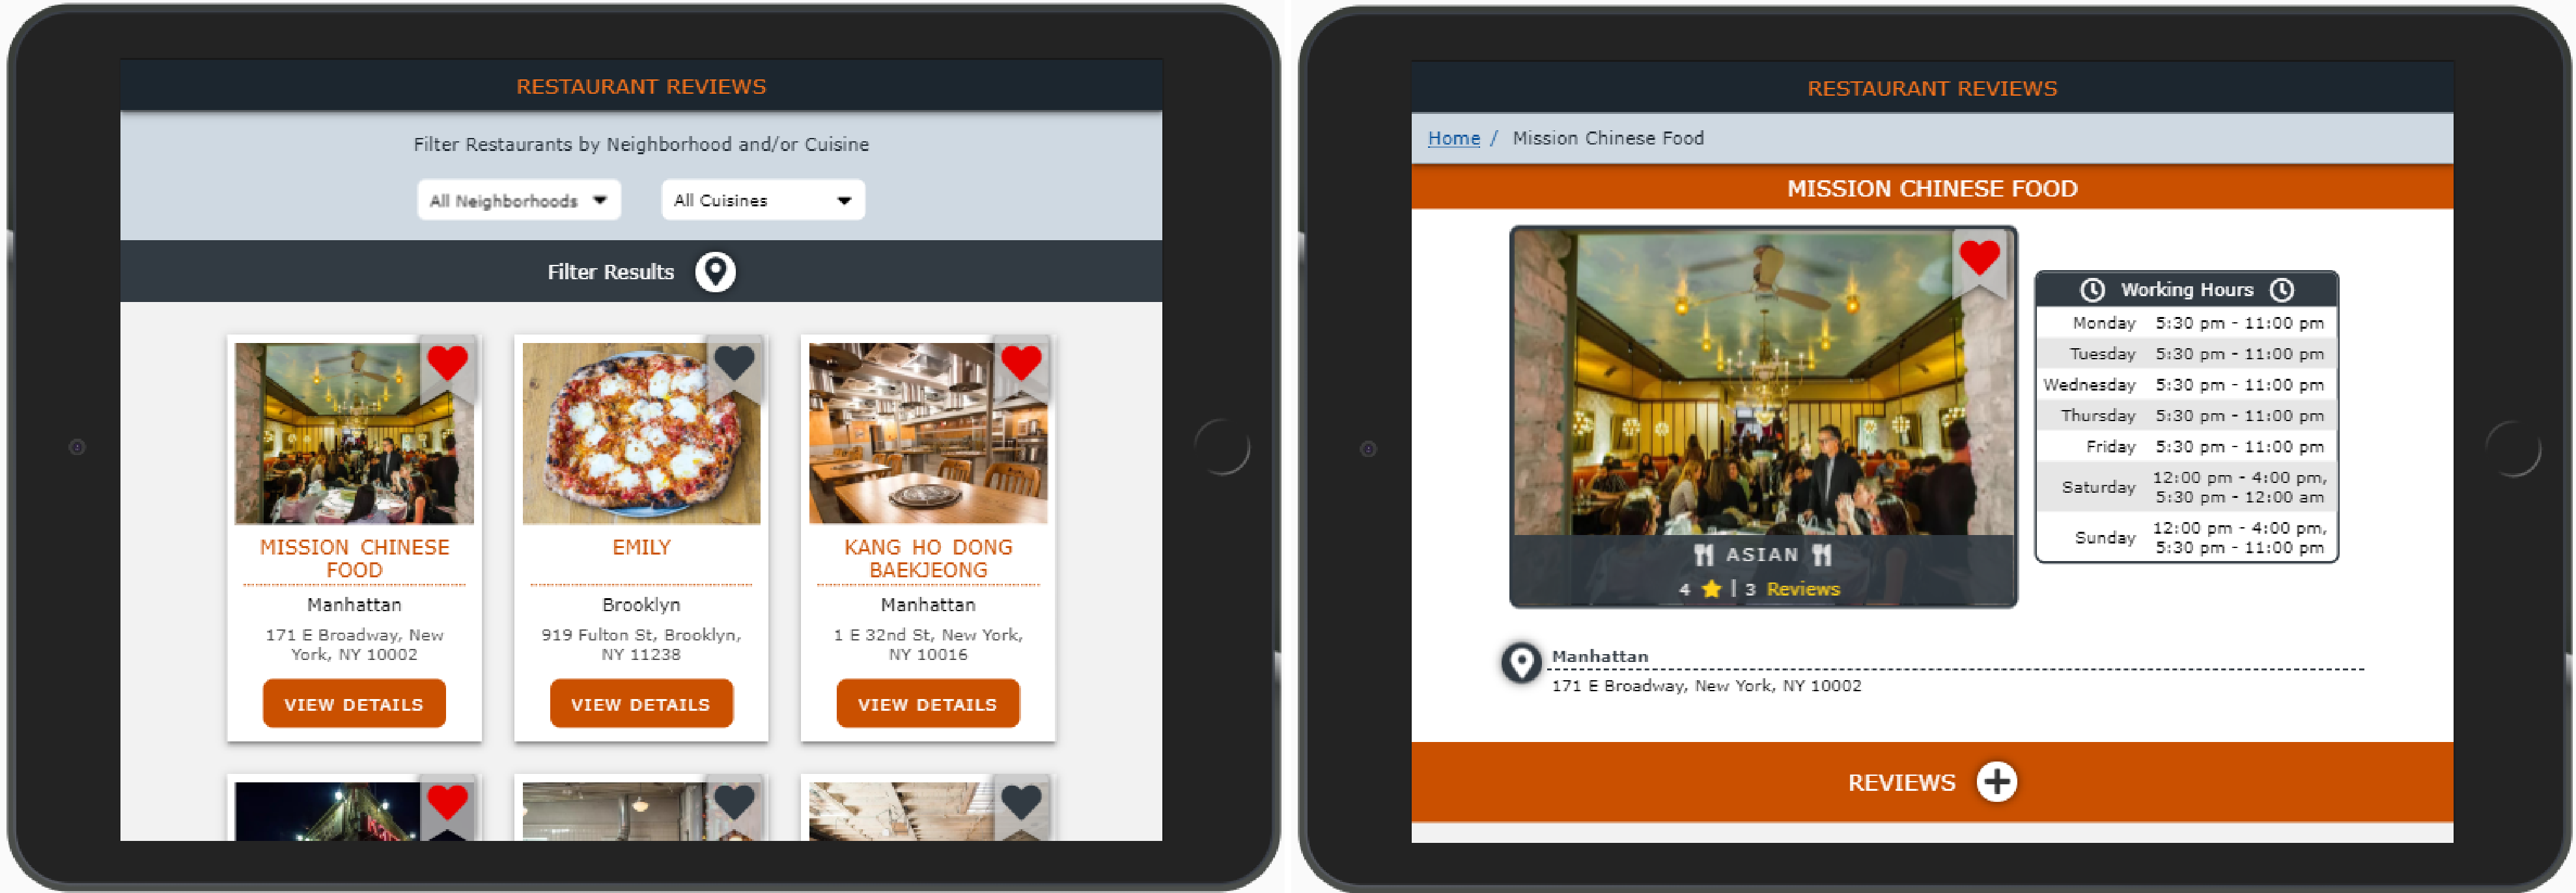 RESTAURANT REVIEWS
Filter Restaurants by Neighborhood and/or Cuisine
All Neighborhoods
All Cuisines
Filter Results
MISSION CHINESE
FOOD
Manhattan
171 E Broadway, New
York, NY 10002
VIEW DETAILS
EMILY
Brooklyn
919 Fulton St, Brooklyn,
NY 11238
VIEW DETAILS
KANG HO DONG
BAEKJEONG
Manhattan
1 E 32nd St, New York,
NY 10016
VIEW DETAILS
RESTAURANT REVIEWS
Home / Mission Chinese Food
MISSION CHINESE FOOD
ASIAN
4 | 3 Reviews
Working Hours
Monday 5:30 pm - 11:00 pm
Tuesday 5:30 pm - 11:00 pm
Wednesday 5:30 pm - 11:00 pm
Thursday 5:30 pm - 11:00 pm
Friday 5:30 pm - 11:00 pm
Saturday 12:00 pm - 4:00 pm,
5:30 pm - 12:00 am
Sunday 12:00 pm - 4:00 pm,
5:30 pm - 11:00 pm
Manhattan
171 E Broadway, New York, NY 10002
REVIEWS